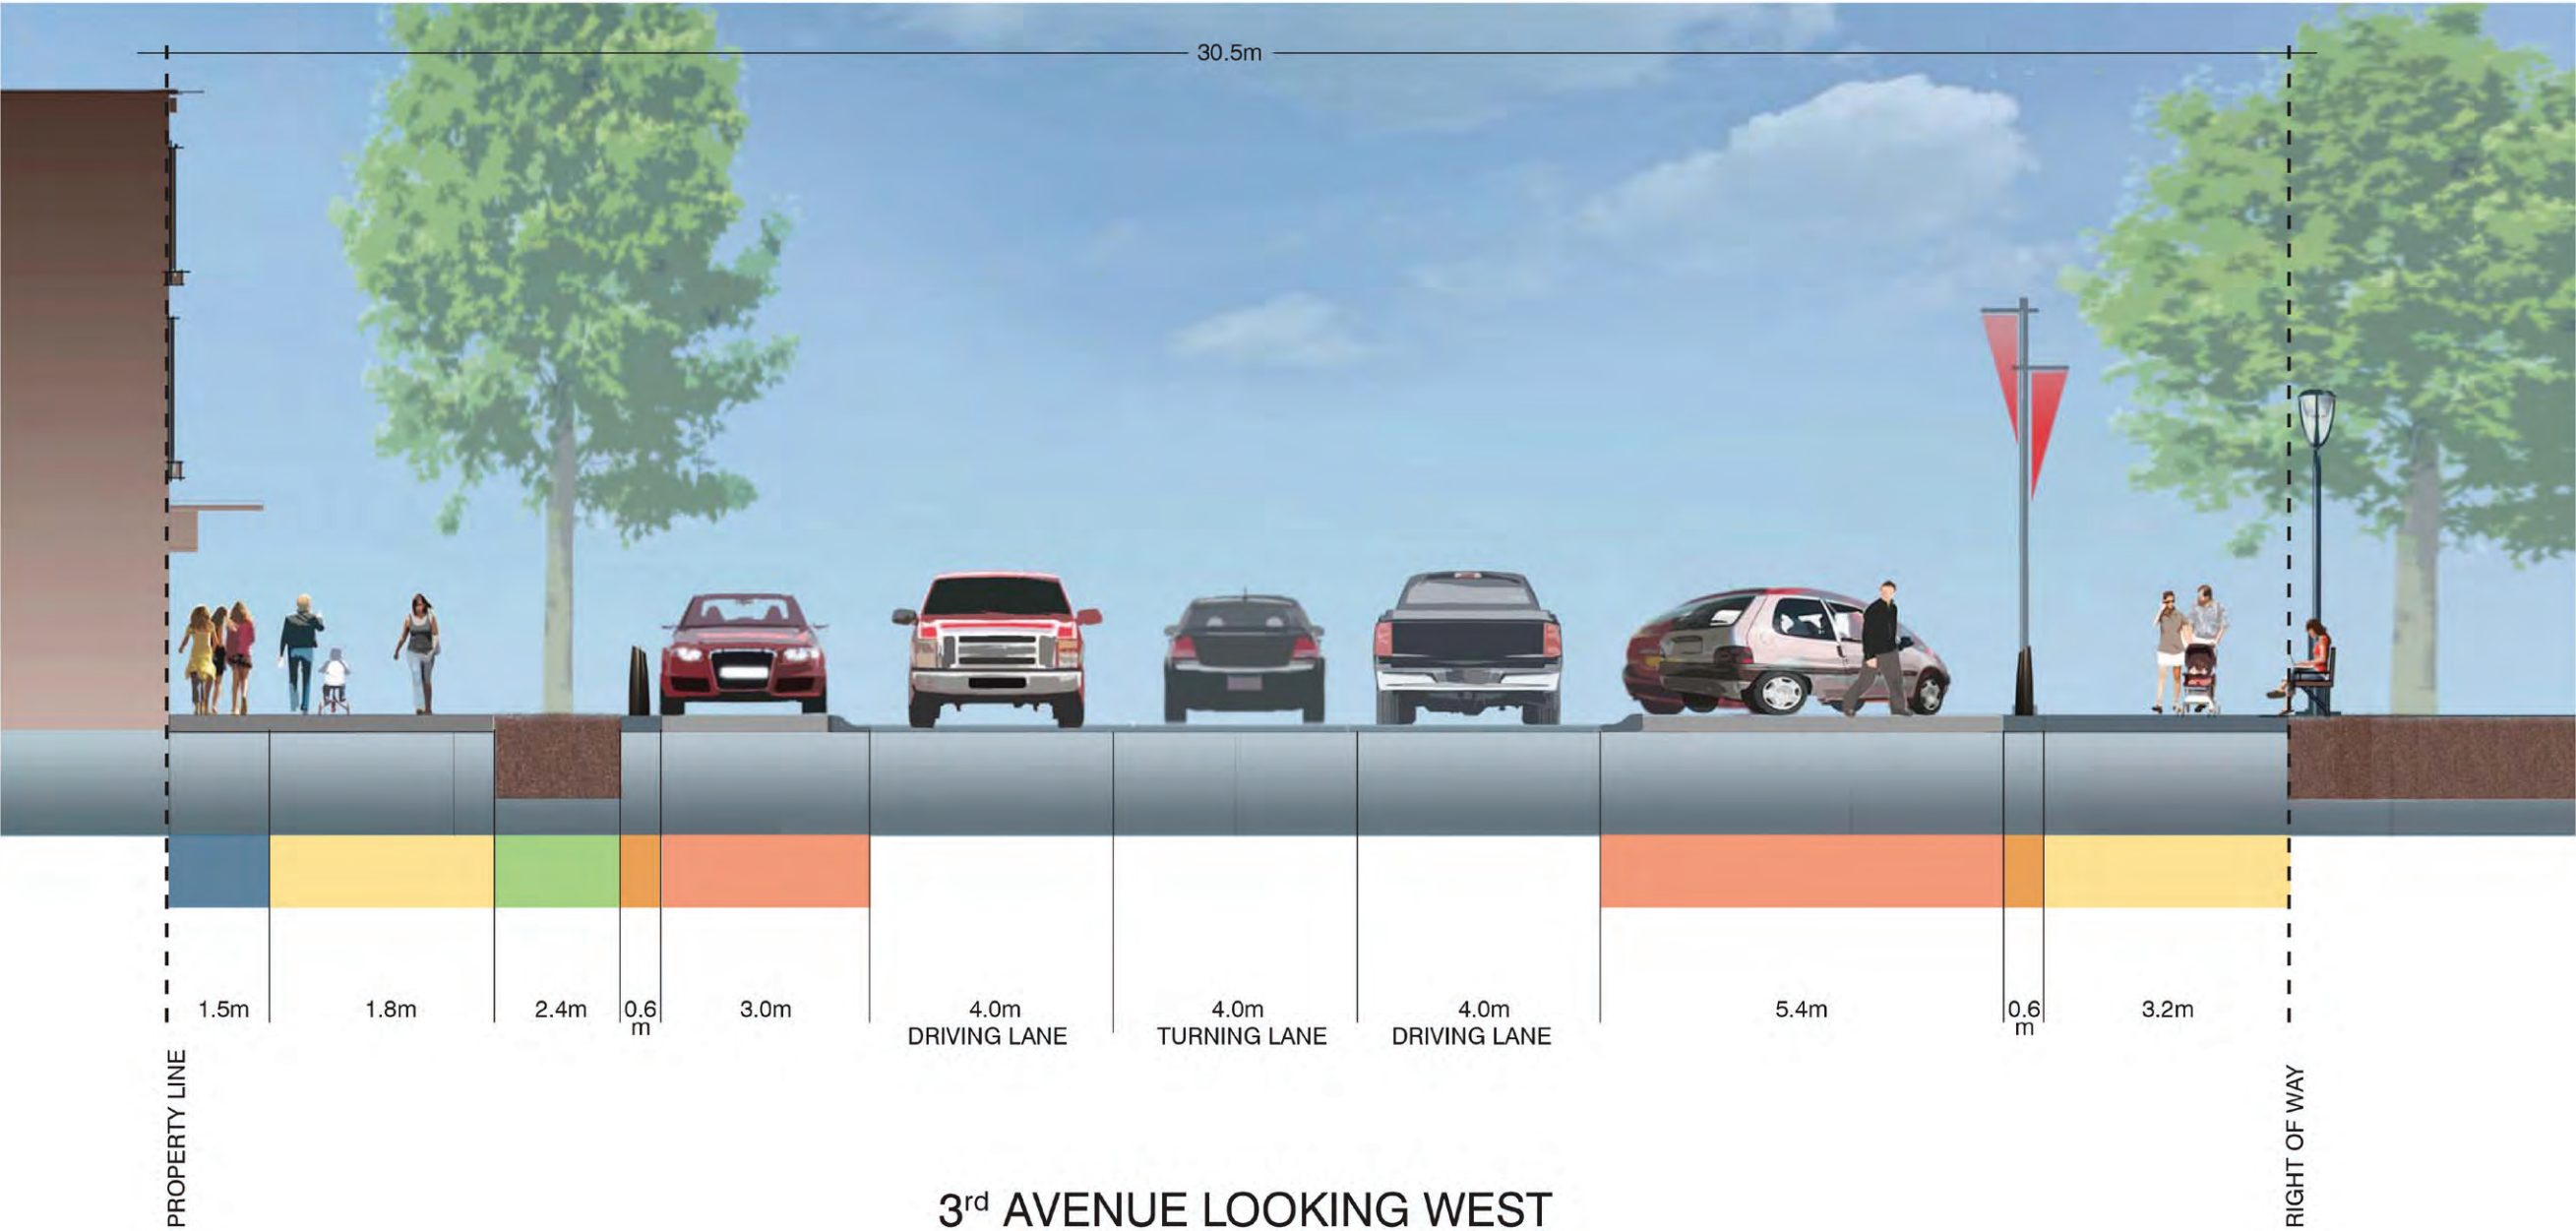 30.5m
1.5m
1.8m
2.4m
0.6
m
3.0m
4.0m
DRIVING LANE
4.0m
TURNING LANE
4.0m
DRIVING LANE
5.4m
0.6
m
3.2m
PROPERTY LINE
RIGHT OF WAY
3rd AVENUE LOOKING WEST